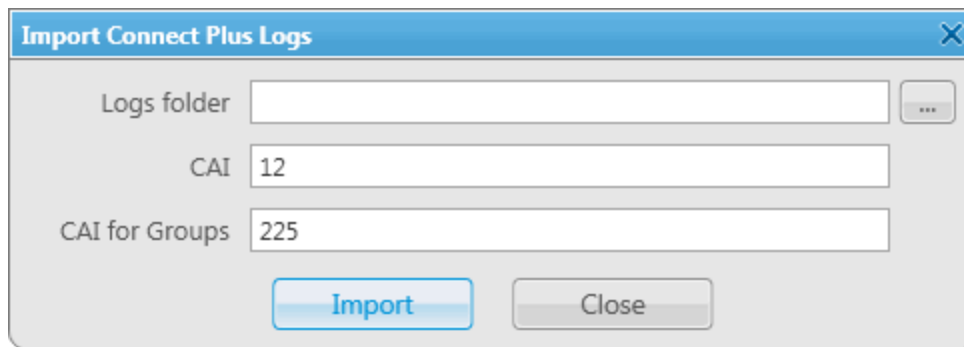 Import Connect Plus Logs
Logs folder ...
CAI 12
CAI for Groups 225
Import Close